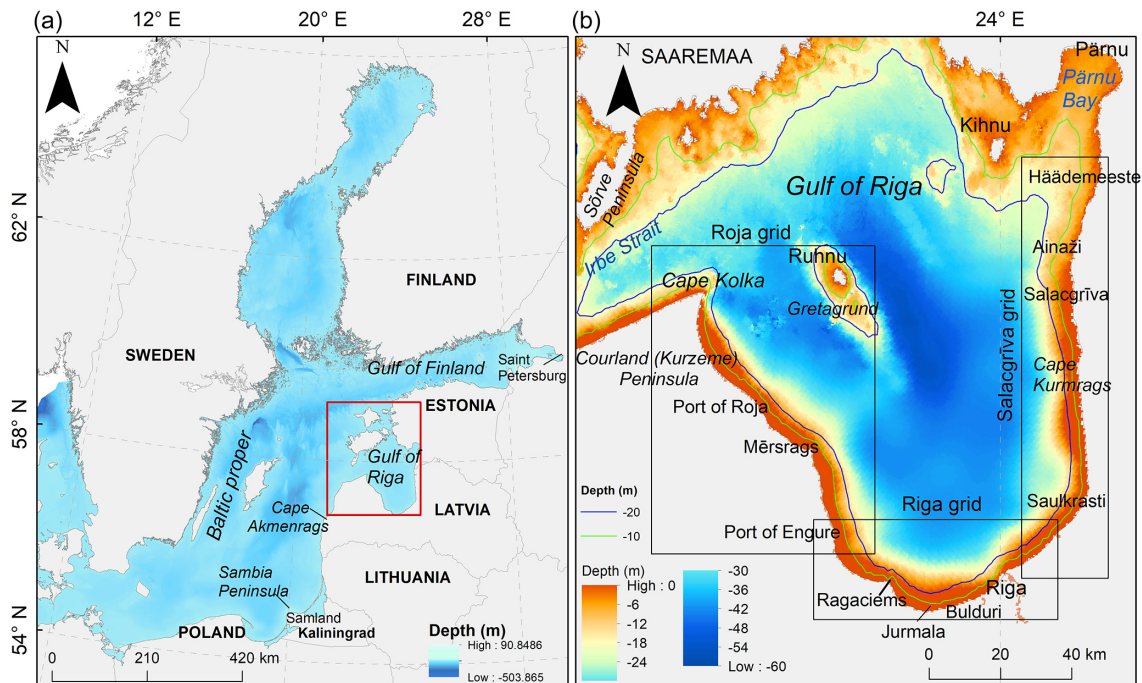 (a)
12° E
20° E
28° E
N
62° N
58° N
54° N
FINLAND
SWEDEN
Gulf of Finland
Saint
Petersburg
ESTONIA
Baltic proper
Gulf of
Riga
Cape
Akmenrags
LATVIA
LITHUANIA
Sambia
Peninsula
Samland
Kaliningrad
POLAND
Depth (m)
High : 90.8486
Low : -503.865
0 210 420 km
(b)
24° E
N
SAAREMAA
Pärnu
Pärnu
Bay
Kihnu
Sõrve
Peninsula
Häädemeeste
Gulf of Riga
Irbe Strait
Roja grid
Ruhnu
Ainaži
Cape Kolka
Gretagrund
Salacgrīva
Salacgrīva grid
Courland (Kurzeme)
Peninsula
Cape
Kurmrags
Port of Roja
Mērsrags
Depth (m)
-20
-10
Riga grid
Saulkrasti
Port of Engure
Depth (m)
High : 0
-6
-12
-18
-24
-30
-36
-42
-48
-54
Low : -60
Ragaciems
Riga
Bulduri
Jurmala
0 20 40 km